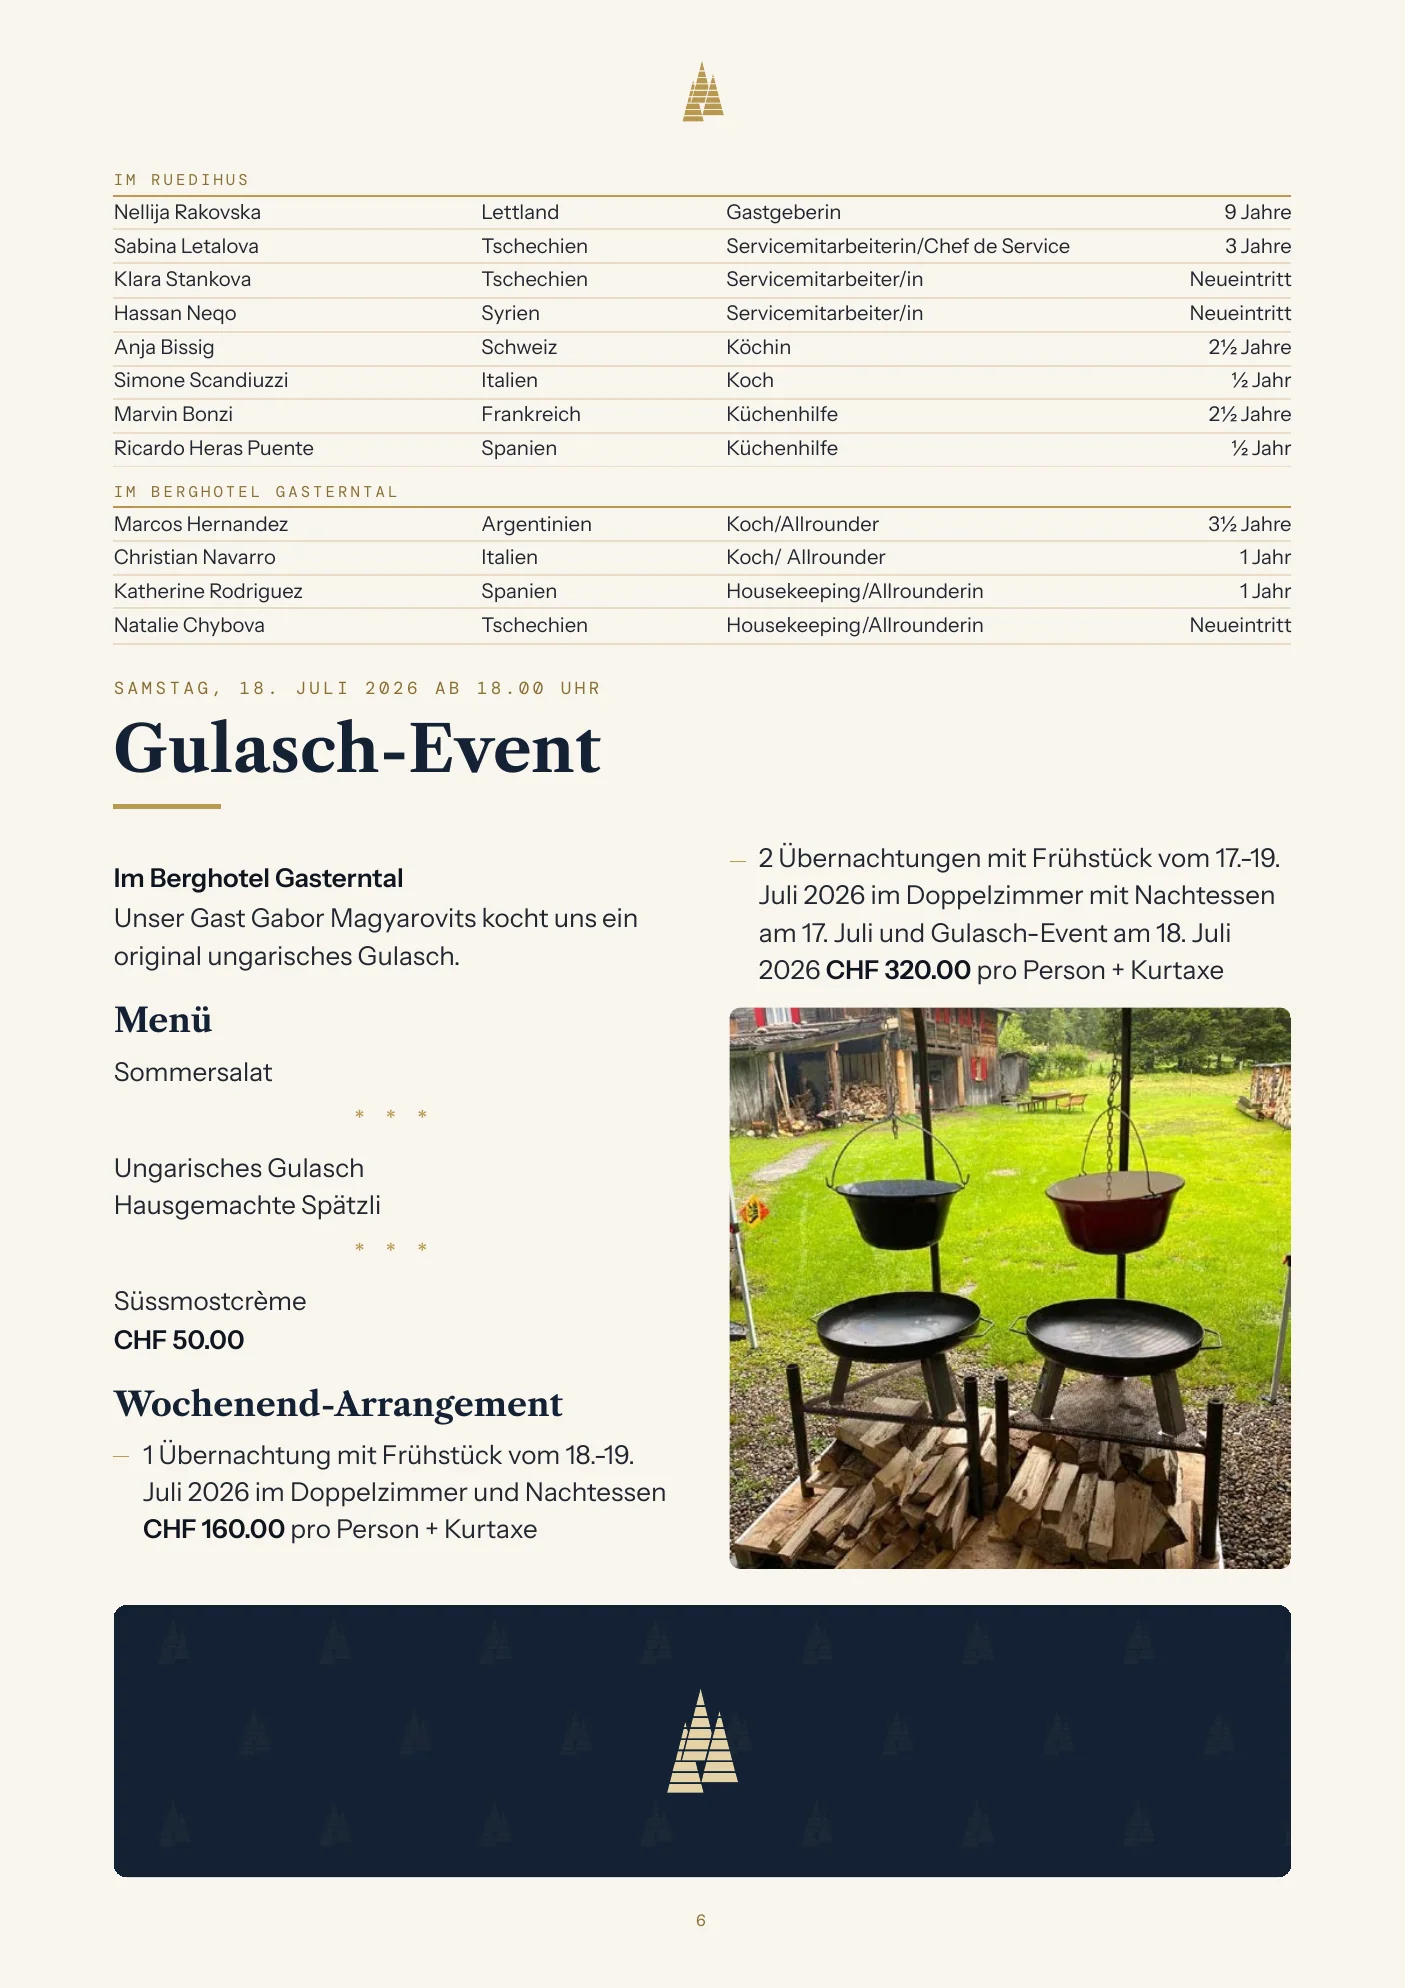 IM RUEDIHUS
Nellija Rakovska Lettland Gastgeberin 9 Jahre
Sabina Letalova Tschechien Servicemitarbeiterin/Chef de Service 3 Jahre
Klara Stankova Tschechien Servicemitarbeiter/in Neueintritt
Hassan Neqo Syrien Servicemitarbeiter/in Neueintritt
Anja Bissig Schweiz Köchin 2½ Jahre
Simone Scandiuzzi Italien Koch ½ Jahr
Marvin Bonzi Frankreich Küchenhilfe 2½ Jahre
Ricardo Heras Puente Spanien Küchenhilfe ½ Jahr
IM BERGHOTEL GASTERNTAL
Marcos Hernandez Argentinien Koch/Allrounder 3½ Jahre
Christian Navarro Italien Koch/ Allrounder 1 Jahr
Katherine Rodriguez Spanien Housekeeping/Allrounderin 1 Jahr
Natalie Chybova Tschechien Housekeeping/Allrounderin Neueintritt
SAMSTAG, 18. JULI 2026 AB 18.00 UHR
Gulasch-Event
Im Berghotel Gasterntal
Unser Gast Gabor Magyarovits kocht uns ein
original ungarisches Gulasch.
Menü
Sommersalat
* * *
Ungarisches Gulasch
Hausgemachte Spätzli
* * *
Süssmostcrème
CHF 50.00
Wochenend-Arrangement
— 1 Übernachtung mit Frühstück vom 18.-19.
Juli 2026 im Doppelzimmer und Nachtessen
CHF 160.00 pro Person + Kurtaxe
— 2 Übernachtungen mit Frühstück vom 17.-19.
Juli 2026 im Doppelzimmer mit Nachtessen
am 17. Juli und Gulasch-Event am 18. Juli
2026 CHF 320.00 pro Person + Kurtaxe
6